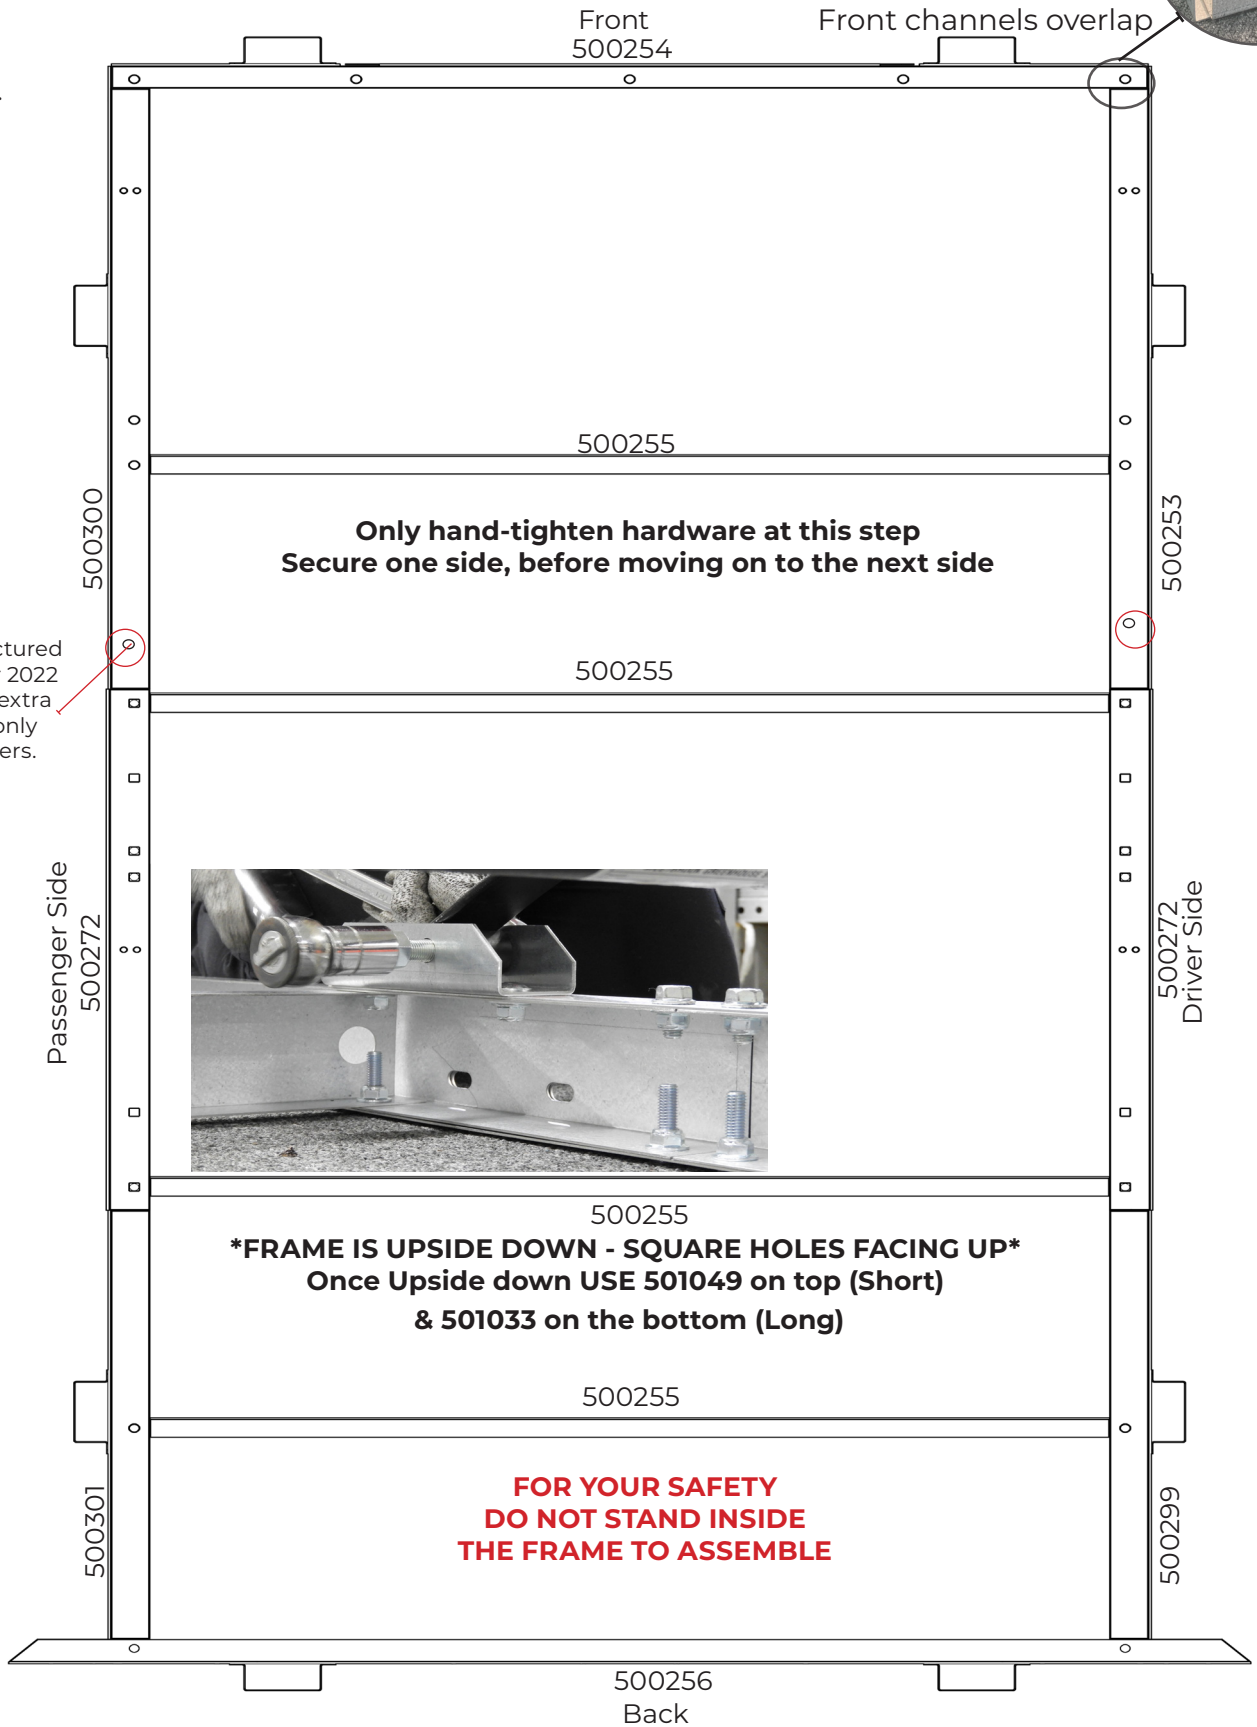 Front
500254
Front channels overlap
500255
500300
500253
Only hand-tighten hardware at this step
Secure one side, before moving on to the next side
2022
extra
only
500255
Passenger Side
500272
500272
Driver Side
500255
*FRAME IS UPSIDE DOWN - SQUARE HOLES FACING UP*
Once Upside down USE 501049 on top (Short)
& 501033 on the bottom (Long)
500255
500301
500299
FOR YOUR SAFETY
DO NOT STAND INSIDE
THE FRAME TO ASSEMBLE
500256
Back